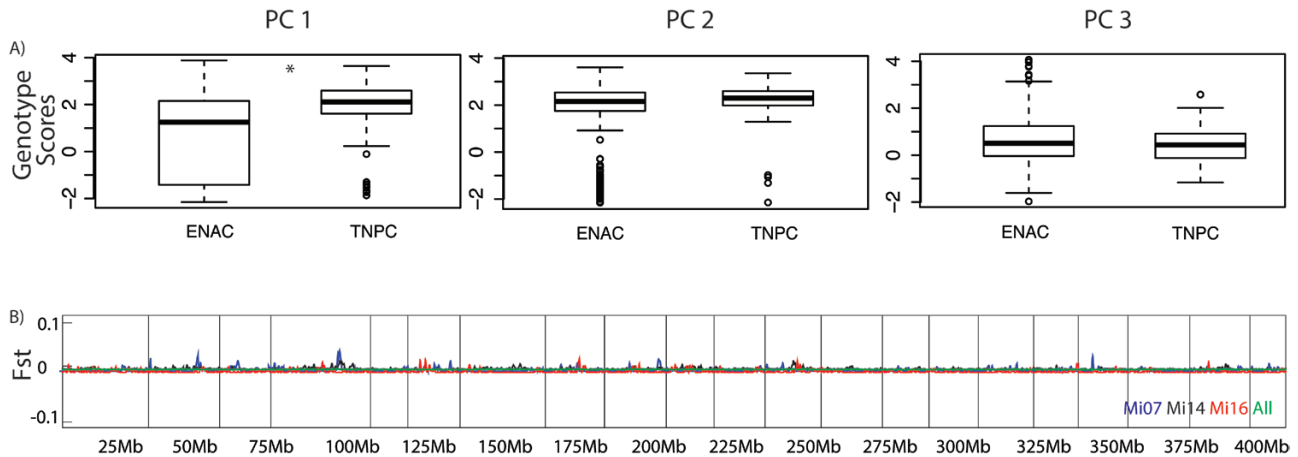 PC 1 PC 2 PC 3
A)
Genotype
Scores
4 2 0 −2
*
ENAC TNPC
4 2 0 −2
ENAC TNPC
4 2 0 −2
ENAC TNPC
B)
Fst
0.1
0
-0.1
Mi07 Mi14 Mi16 All
25Mb 50Mb 75Mb 100Mb 125Mb 150Mb 175Mb 200Mb 225Mb 250Mb 275Mb 300Mb 325Mb 350Mb 375Mb 400Mb